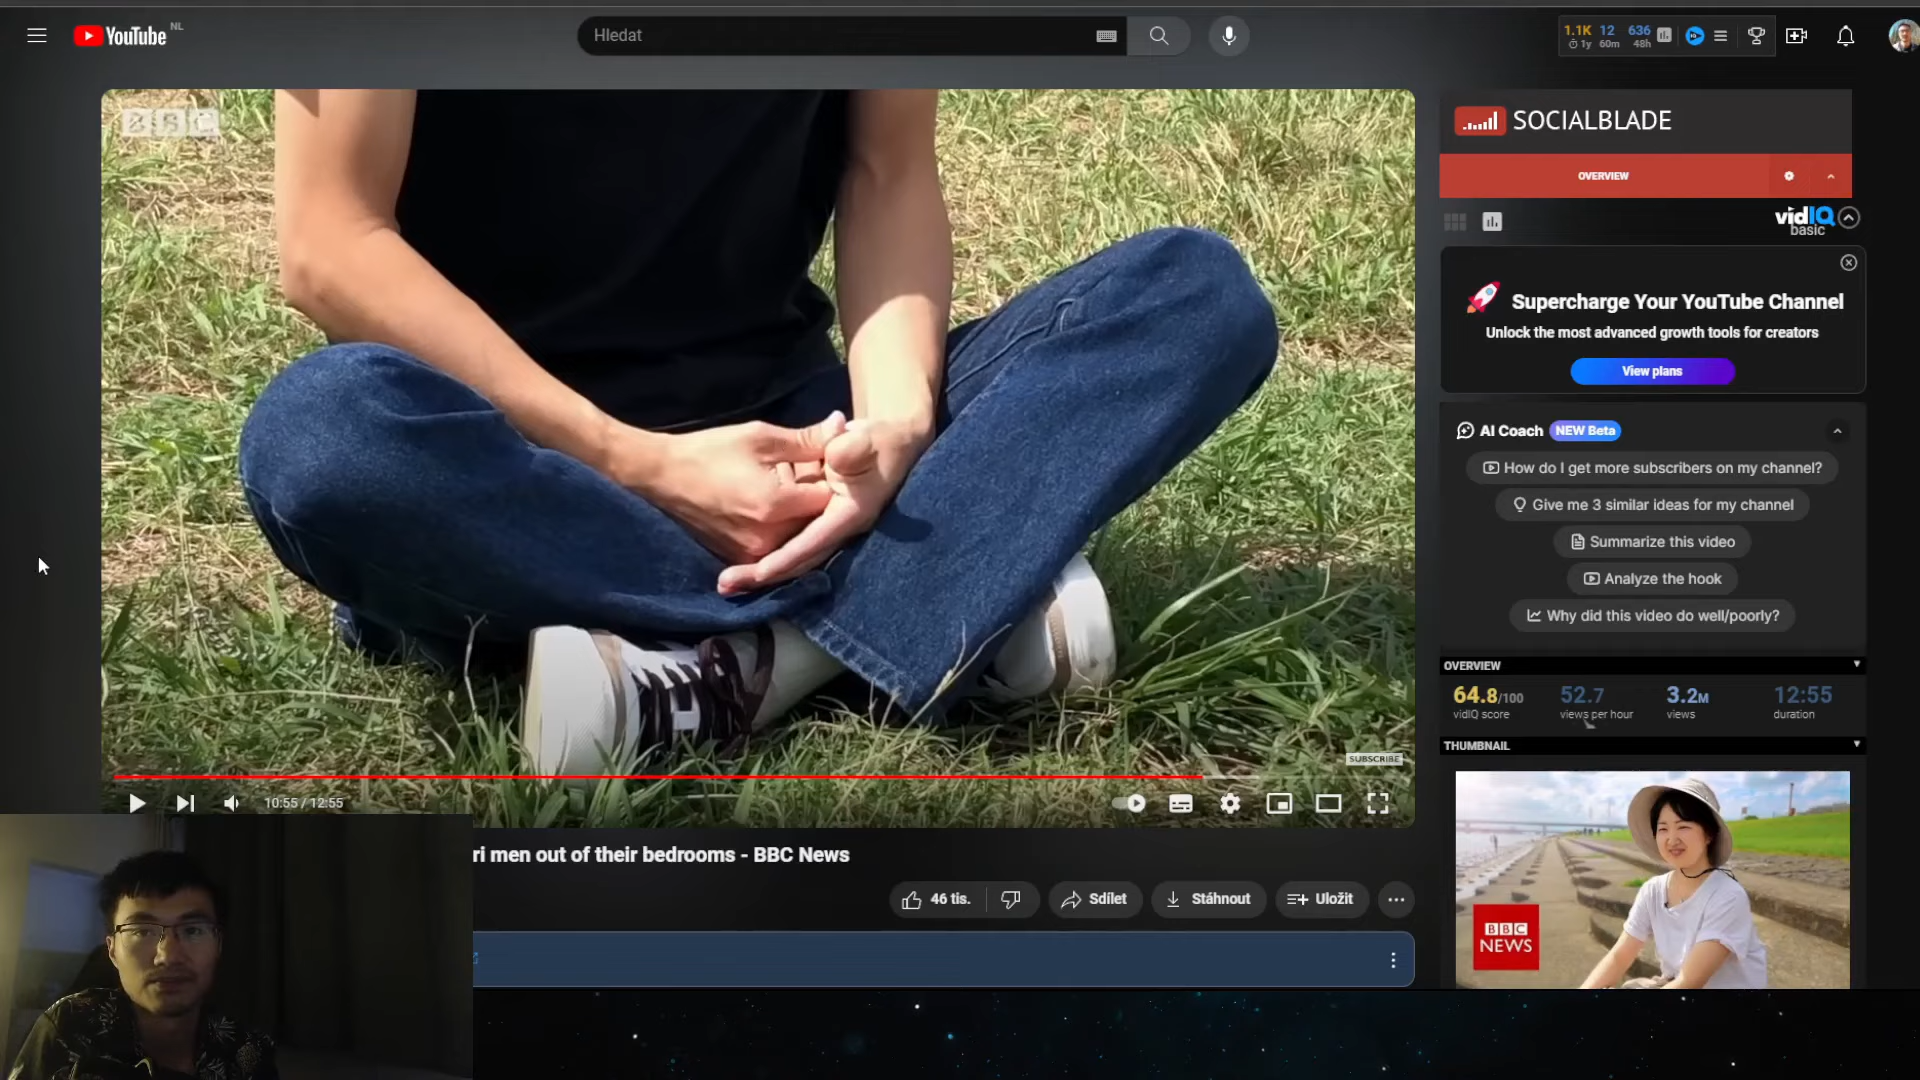 YouTube NL
Hledat
1.1K 12 636
1y 60m 48h
BBC
SOCIALBLADE
OVERVIEW
vidIQ
basic
Supercharge Your YouTube Channel
Unlock the most advanced growth tools for creators
View plans
AI Coach NEW Beta
How do I get more subscribers on my channel?
Give me 3 similar ideas for my channel
Summarize this video
Analyze the hook
Why did this video do well/poorly?
OVERVIEW
64.8/100 52.7 3.2M 12:55
vidIQ score views per hour views duration
THUMBNAIL
SUBSCRIBE
10:55 / 12:55
ri men out of their bedrooms - BBC News
46 tis. Sdílet Stáhnout Uložit
BBC
NEWS